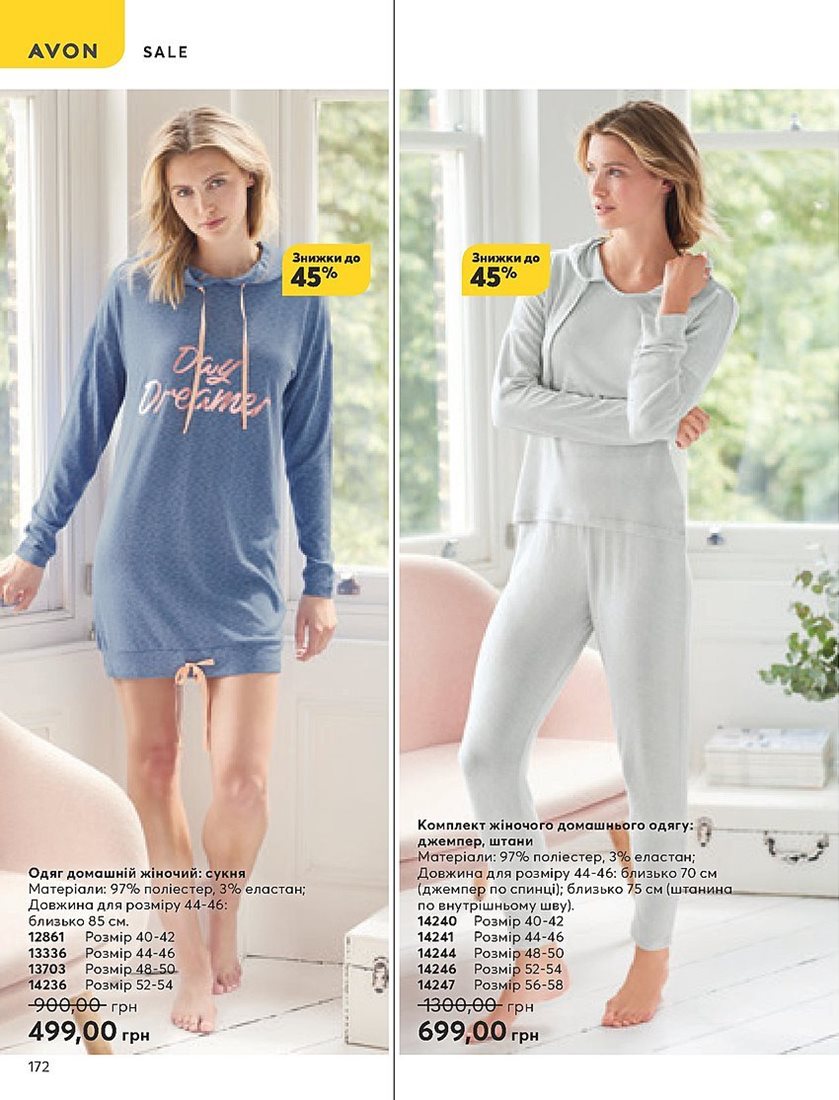 AVON SALE
Знижки до
45%
Day
Dreamer
Одяг домашній жіночий: сукня
Матеріали: 97% поліестер, 3% еластан;
Довжина для розміру 44-46:
близько 85 см.
12861 Розмір 40-42
13336 Розмір 44-46
13703 Розмір 48-50
14236 Розмір 52-54
900,00 грн
499,00 грн
172
Знижки до
45%
Комплект жіночого домашнього одягу:
джемпер, штани
Матеріали: 97% поліестер, 3% еластан;
Довжина для розміру 44-46: близько 70 см
(джемпер по спинці); близько 75 см (штанина
по внутрішньому шву).
14240 Розмір 40-42
14241 Розмір 44-46
14244 Розмір 48-50
14246 Розмір 52-54
14247 Розмір 56-58
1300,00 грн
699,00 грн